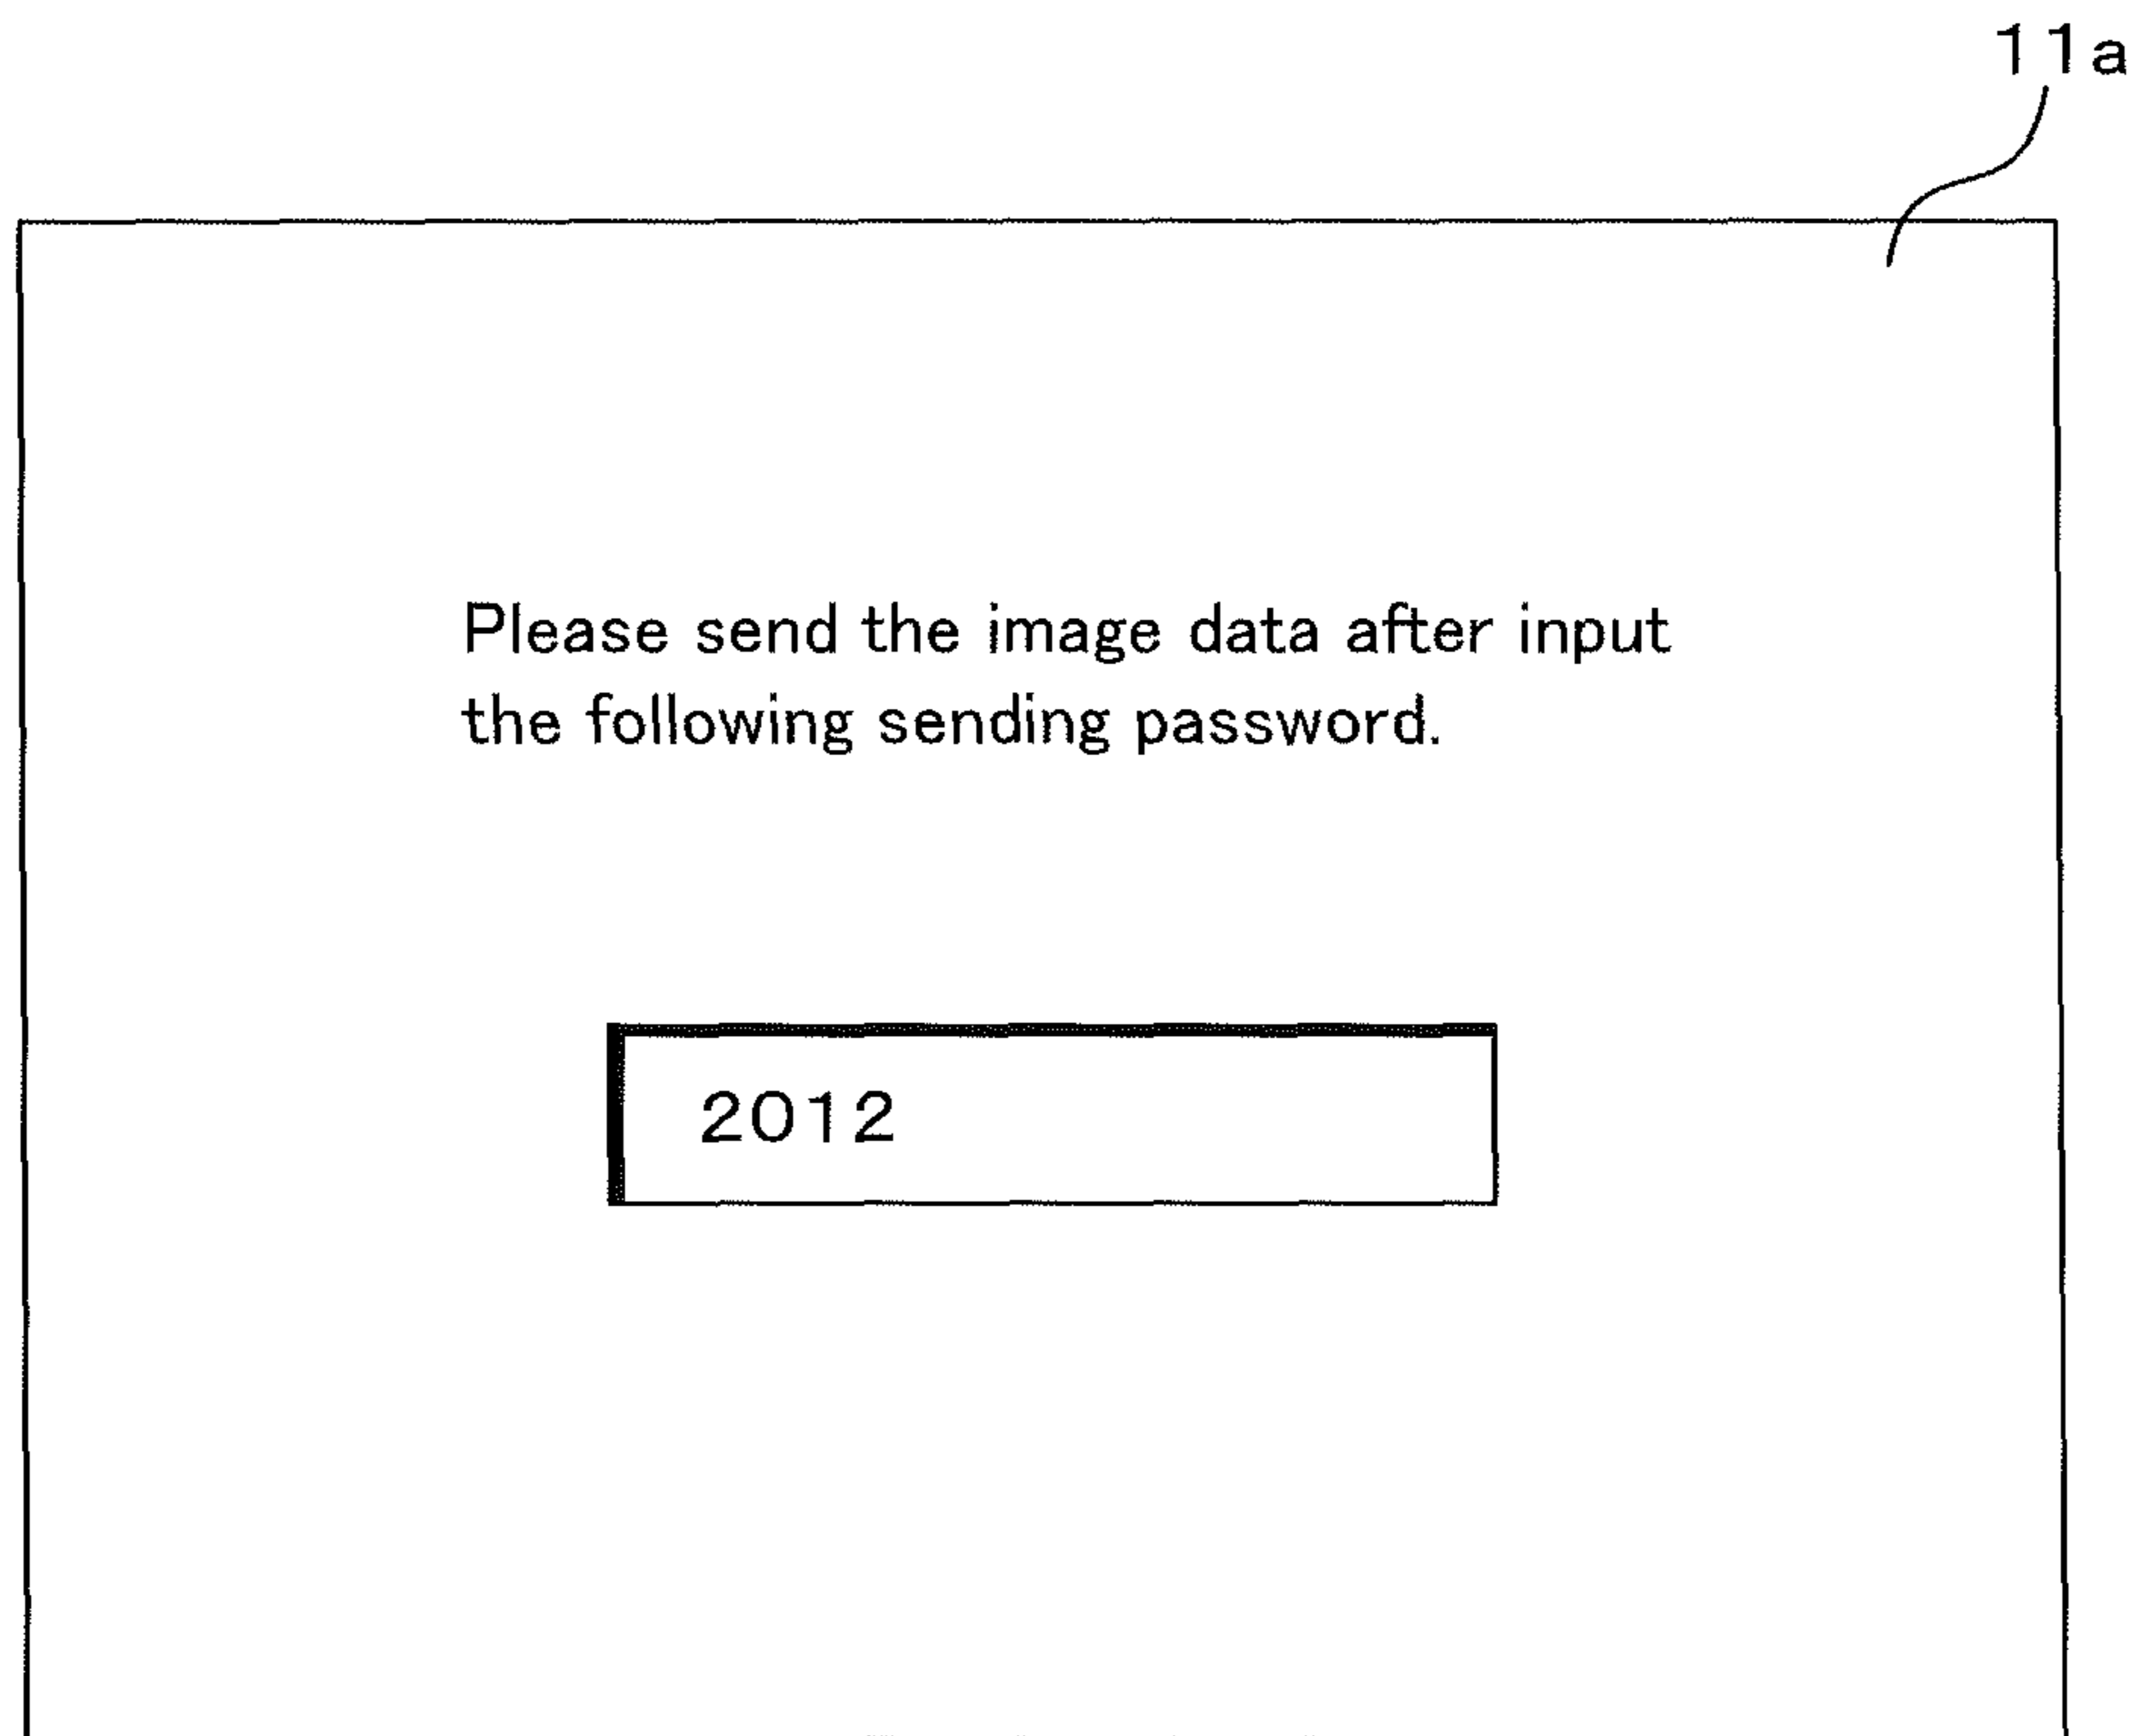 11a
Please send the image data after input
the following sending password.
2012